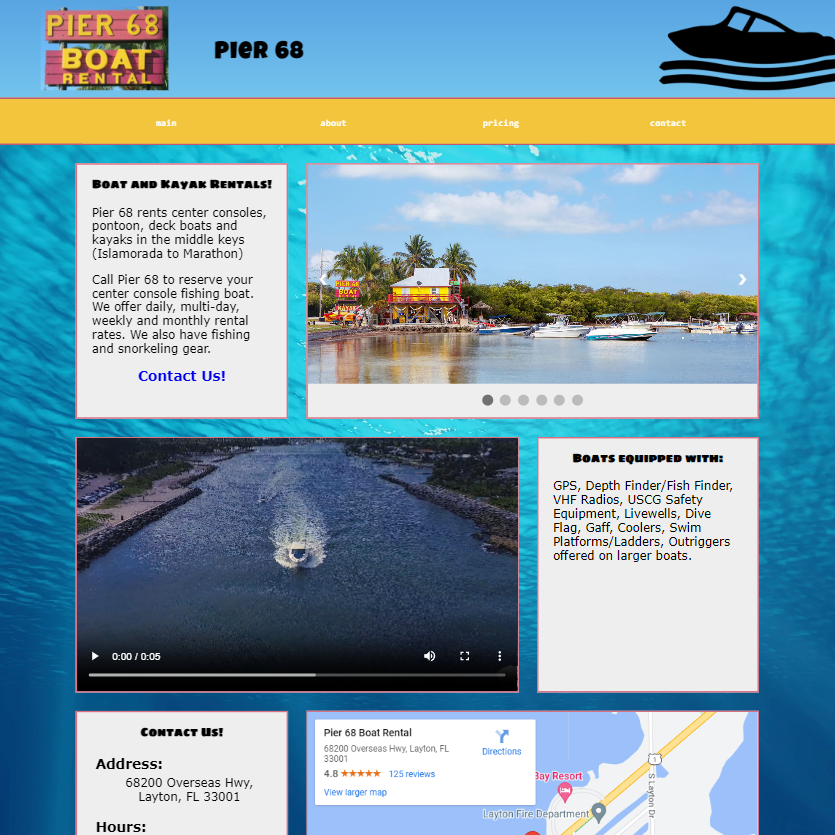 PIER 68
BOAT
RENTAL
Pier 68
main
about
pricing
contact
Boat and Kayak Rentals!
Pier 68 rents center consoles,
pontoon, deck boats and
kayaks in the middle keys
(Islamorada to Marathon)
Call Pier 68 to reserve your
center console fishing boat.
We offer daily, multi-day,
weekly and monthly rental
rates. We also have fishing
and snorkeling gear.
Contact Us!
PIER 68
BOAT
0:00 / 0:05
Boats equipped with:
GPS, Depth Finder/Fish Finder,
VHF Radios, USCG Safety
Equipment, Livewells, Dive
Flag, Gaff, Coolers, Swim
Platforms/Ladders, Outriggers
offered on larger boats.
Contact Us!
Address:
68200 Overseas Hwy,
Layton, FL 33001
Hours:
Pier 68 Boat Rental
68200 Overseas Hwy, Layton, FL
33001
4.8 ★★★★★ 125 reviews
View larger map
Directions
Bay Resort
Layton Fire Department
1
S Layton Dr